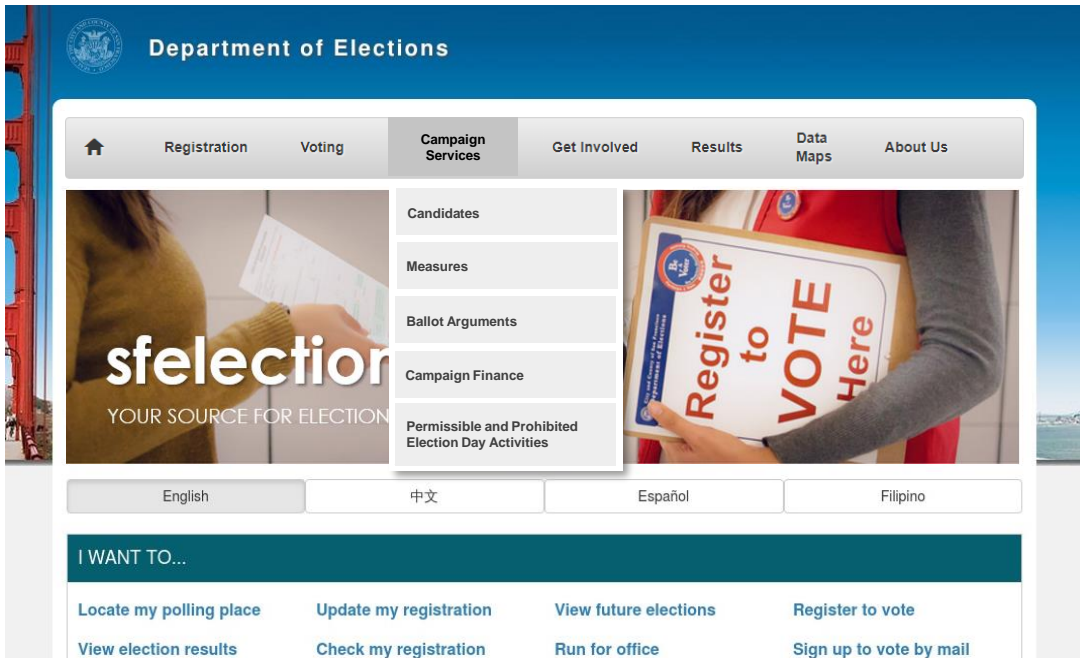 Department of Elections
Registration
Voting
Campaign
Services
Get Involved
Results
Data
Maps
About Us
Candidates
Measures
Ballot Arguments
Campaign Finance
Permissible and Prohibited
Election Day Activities
sfelection
YOUR SOURCE FOR ELECTION
Be
A
Voter
Register
to
VOTE
Here
English
中文
Español
Filipino
I WANT TO...
Locate my polling place
Update my registration
View future elections
Register to vote
View election results
Check my registration
Run for office
Sign up to vote by mail